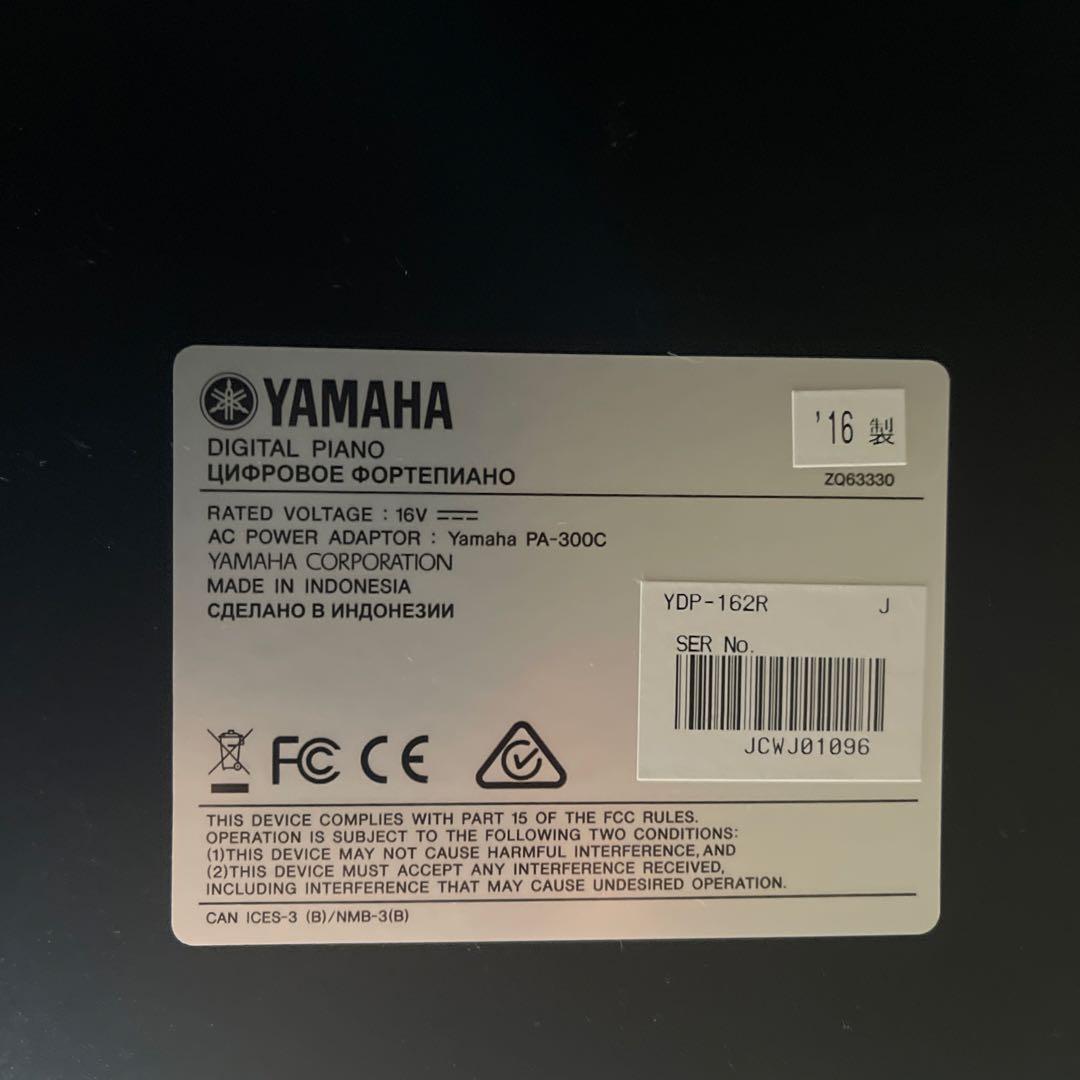 YAMAHA
DIGITAL PIANO
ЦИФРОВОЕ ФОРТЕПИАНО
'16 製
ZQ63330
RATED VOLTAGE : 16V
AC POWER ADAPTOR : Yamaha PA-300C
YAMAHA CORPORATION
MADE IN INDONESIA
СДЕЛАНО В ИНДОНЕЗИИ
YDP-162R J
SER No.
JCWJ01096
FC CE
THIS DEVICE COMPLIES WITH PART 15 OF THE FCC RULES.
OPERATION IS SUBJECT TO THE FOLLOWING TWO CONDITIONS:
(1)THIS DEVICE MAY NOT CAUSE HARMFUL INTERFERENCE,AND
(2)THIS DEVICE MUST ACCEPT ANY INTERFERENCE RECEIVED,
INCLUDING INTERFERENCE THAT MAY CAUSE UNDESIRED OPERATION.
CAN ICES-3 (B)/NMB-3(B)